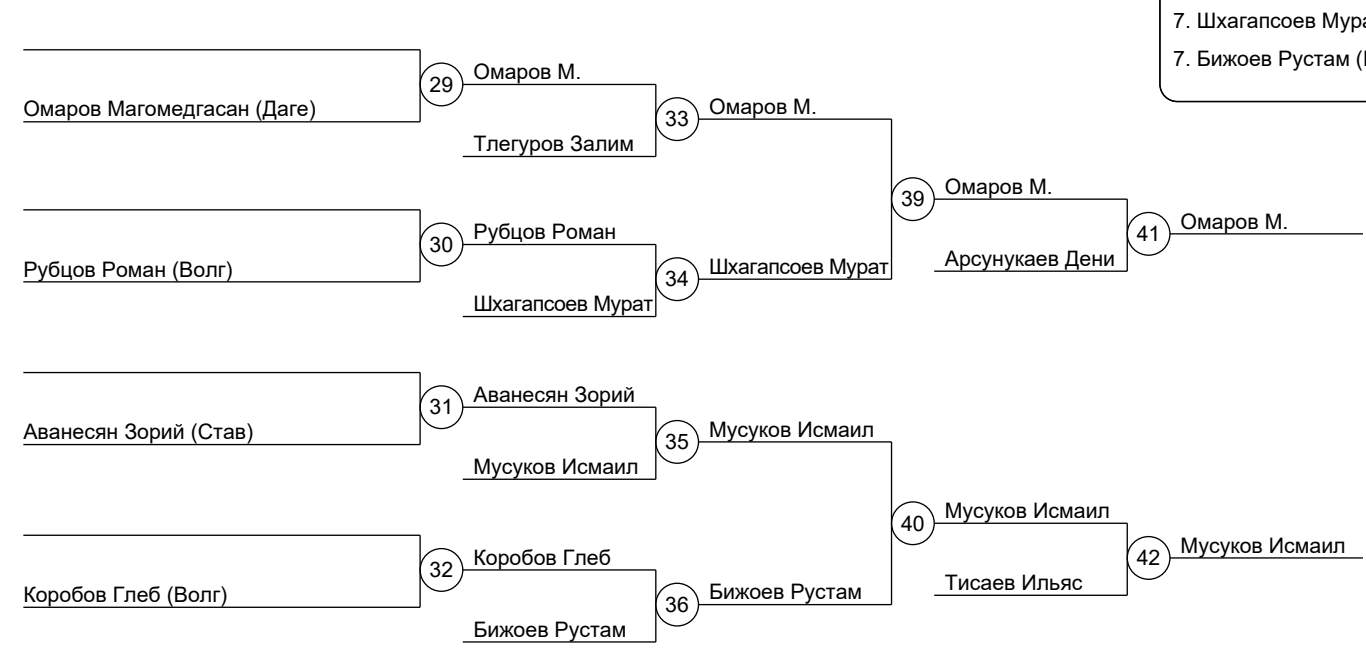 7. Шхагапсоев Мура
7. Бижоев Рустам (
Омаров М.
29
Омаров Магомедгасан (Даге)
Омаров М.
33
Тлегуров Залим
Омаров М.
39
Рубцов Роман
30
Рубцов Роман (Волг)
Шхагапсоев Мурат
34
Шхагапсоев Мурат
Арсунукаев Дени
41
Омаров М.
Аванесян Зорий
31
Аванесян Зорий (Став)
Мусуков Исмаил
35
Мусуков Исмаил
Мусуков Исмаил
40
Коробов Глеб
32
Коробов Глеб (Волг)
Бижоев Рустам
36
Бижоев Рустам
Тисаев Ильяс
42
Мусуков Исмаил